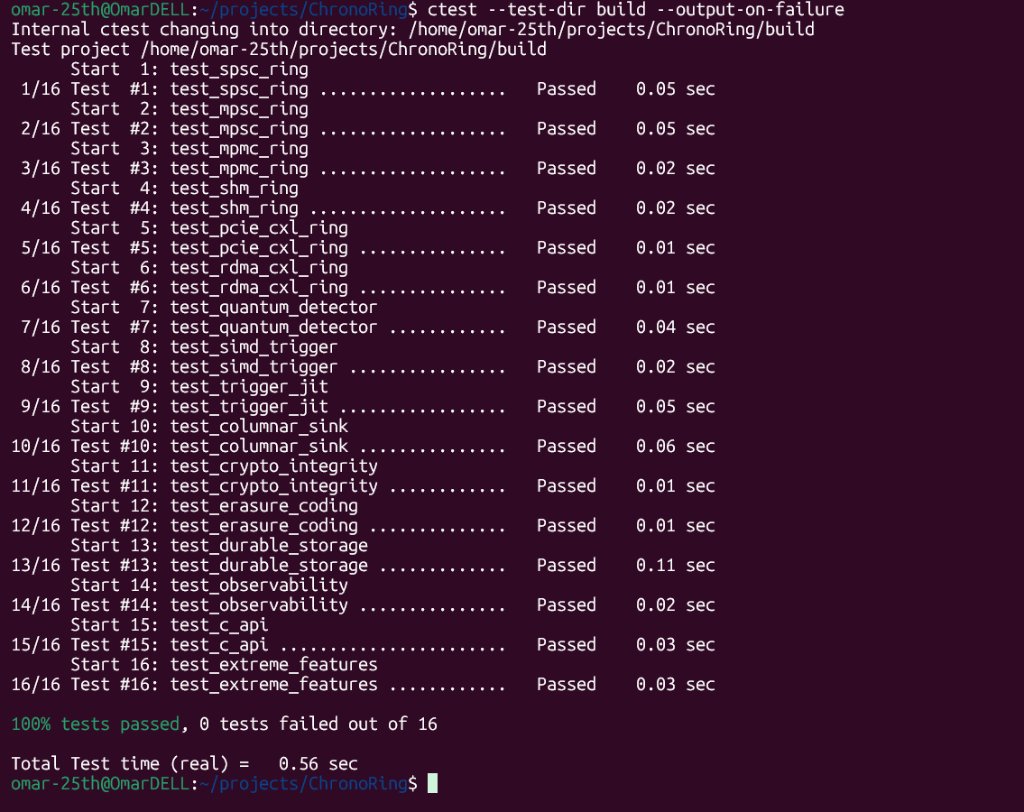 omar-25th@OmarDELL:~/projects/ChronoRing$ ctest --test-dir build --output-on-failure
Internal ctest changing into directory: /home/omar-25th/projects/ChronoRing/build
Test project /home/omar-25th/projects/ChronoRing/build
      Start  1: test_spsc_ring
 1/16 Test  #1: test_spsc_ring ...................   Passed    0.05 sec
      Start  2: test_mpsc_ring
 2/16 Test  #2: test_mpsc_ring ...................   Passed    0.05 sec
      Start  3: test_mpmc_ring
 3/16 Test  #3: test_mpmc_ring ...................   Passed    0.02 sec
      Start  4: test_shm_ring
 4/16 Test  #4: test_shm_ring ....................   Passed    0.02 sec
      Start  5: test_pcie_cxl_ring
 5/16 Test  #5: test_pcie_cxl_ring ...............   Passed    0.01 sec
      Start  6: test_rdma_cxl_ring
 6/16 Test  #6: test_rdma_cxl_ring ...............   Passed    0.01 sec
      Start  7: test_quantum_detector
 7/16 Test  #7: test_quantum_detector ............   Passed    0.04 sec
      Start  8: test_simd_trigger
 8/16 Test  #8: test_simd_trigger ................   Passed    0.02 sec
      Start  9: test_trigger_jit
 9/16 Test  #9: test_trigger_jit .................   Passed    0.05 sec
      Start 10: test_columnar_sink
10/16 Test #10: test_columnar_sink ...............   Passed    0.06 sec
      Start 11: test_crypto_integrity
11/16 Test #11: test_crypto_integrity ............   Passed    0.01 sec
      Start 12: test_erasure_coding
12/16 Test #12: test_erasure_coding ..............   Passed    0.01 sec
      Start 13: test_durable_storage
13/16 Test #13: test_durable_storage .............   Passed    0.11 sec
      Start 14: test_observability
14/16 Test #14: test_observability ...............   Passed    0.02 sec
      Start 15: test_c_api
15/16 Test #15: test_c_api .......................   Passed    0.03 sec
      Start 16: test_extreme_features
16/16 Test #16: test_extreme_features ............   Passed    0.03 sec

100% tests passed, 0 tests failed out of 16

Total Test time (real) =   0.56 sec
omar-25th@OmarDELL:~/projects/ChronoRing$